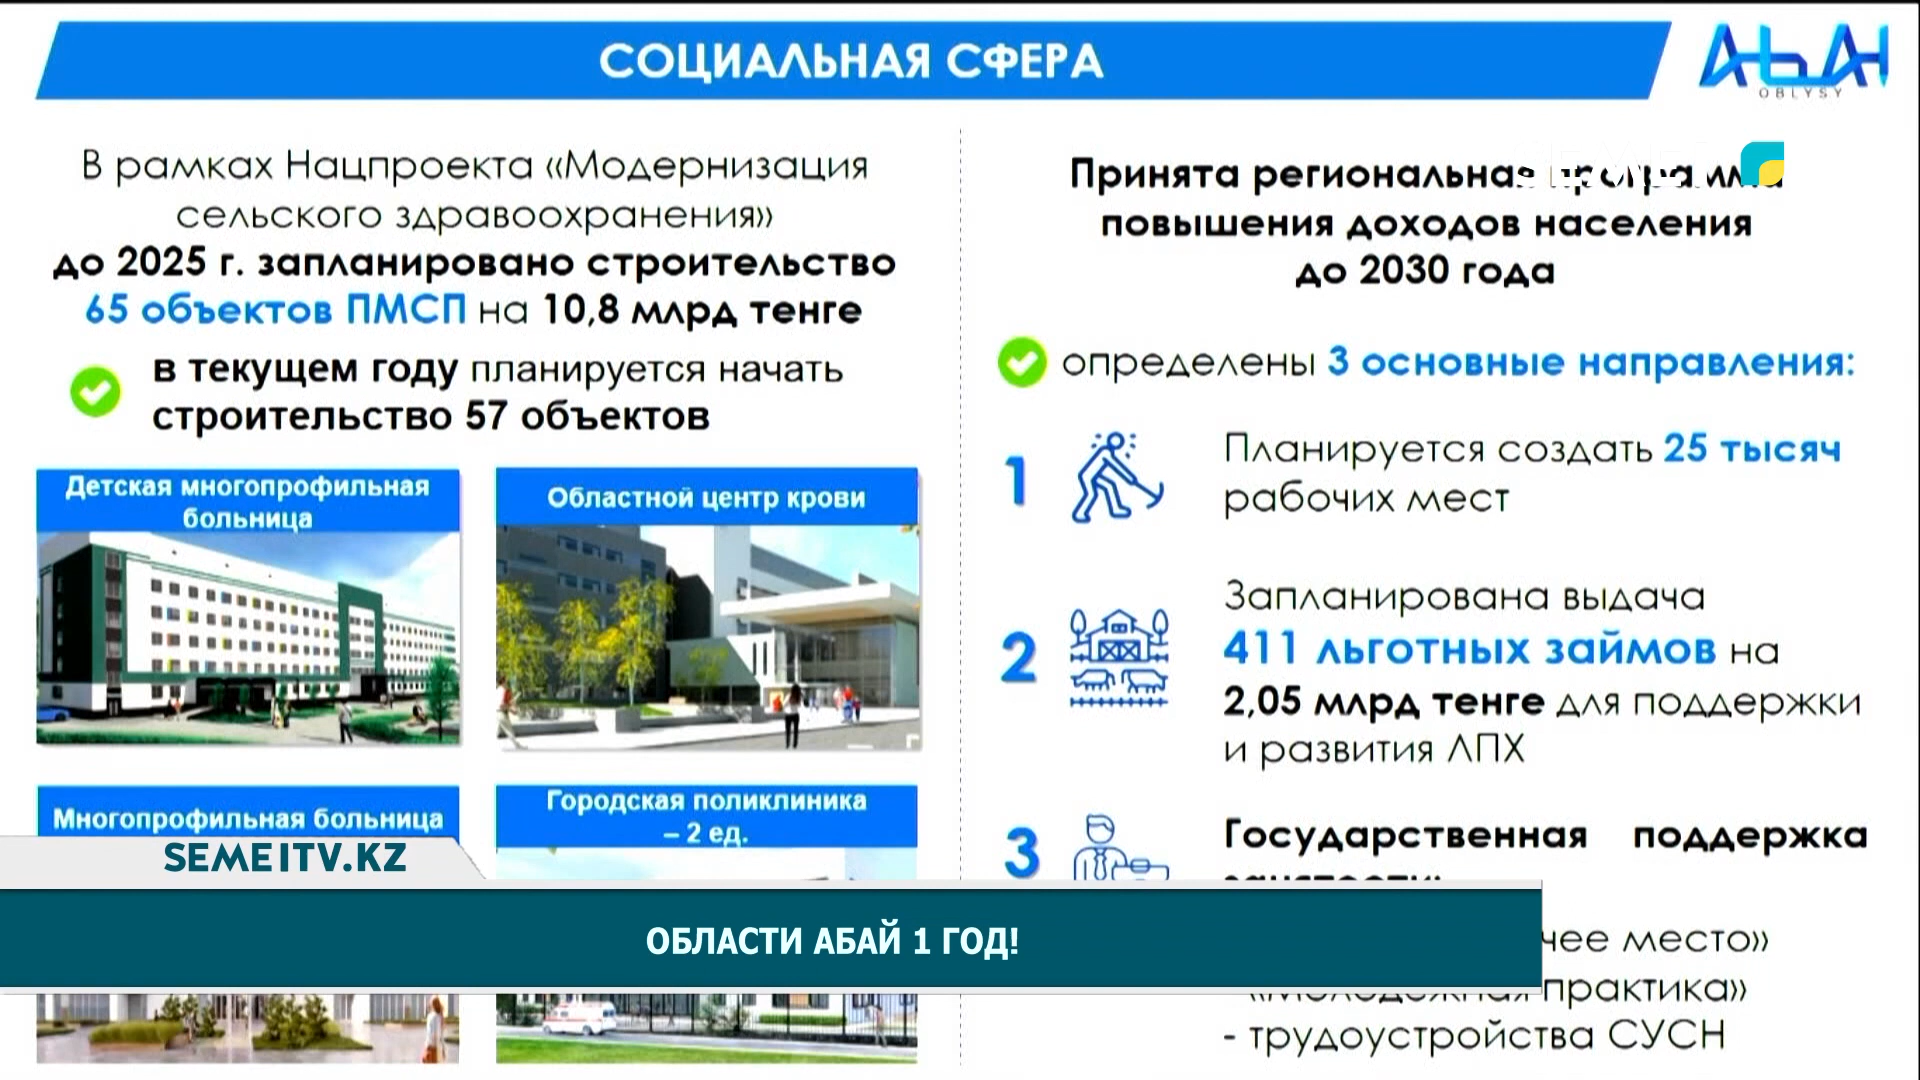 СОЦИАЛЬНАЯ СФЕРА
АЬАЙ
OBLYSY
В рамках Нацпроекта «Модернизация
сельского здравоохранения»
до 2025 г. запланировано строительство
65 объектов ПМСП на 10,8 млрд тенге
в текущем году планируется начать
строительство 57 объектов
Детская многопрофильная
больница
Областной центр крови
Многопрофильная больница
Городская поликлиника
– 2 ед.
Принята региональная программа
повышения доходов населения
до 2030 года
определены 3 основные направления:
1
Планируется создать 25 тысяч
рабочих мест
2
Запланирована выдача
411 льготных займов на
2,05 млрд тенге для поддержки
и развития ЛПХ
3
Государственная поддержка
занятости:
чее место»
«Молодежная практика»
- трудоустройства СУСН
SEMEITV.KZ
ОБЛАСТИ АБАЙ 1 ГОД!